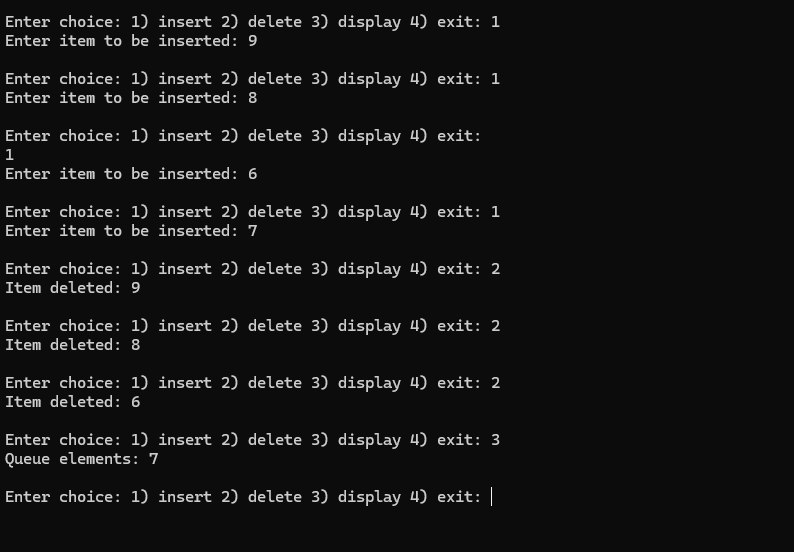 Enter choice: 1) insert 2) delete 3) display 4) exit: 1
Enter item to be inserted: 9
Enter choice: 1) insert 2) delete 3) display 4) exit: 1
Enter item to be inserted: 8
Enter choice: 1) insert 2) delete 3) display 4) exit:
1
Enter item to be inserted: 6
Enter choice: 1) insert 2) delete 3) display 4) exit: 1
Enter item to be inserted: 7
Enter choice: 1) insert 2) delete 3) display 4) exit: 2
Item deleted: 9
Enter choice: 1) insert 2) delete 3) display 4) exit: 2
Item deleted: 8
Enter choice: 1) insert 2) delete 3) display 4) exit: 2
Item deleted: 6
Enter choice: 1) insert 2) delete 3) display 4) exit: 3
Queue elements: 7
Enter choice: 1) insert 2) delete 3) display 4) exit: